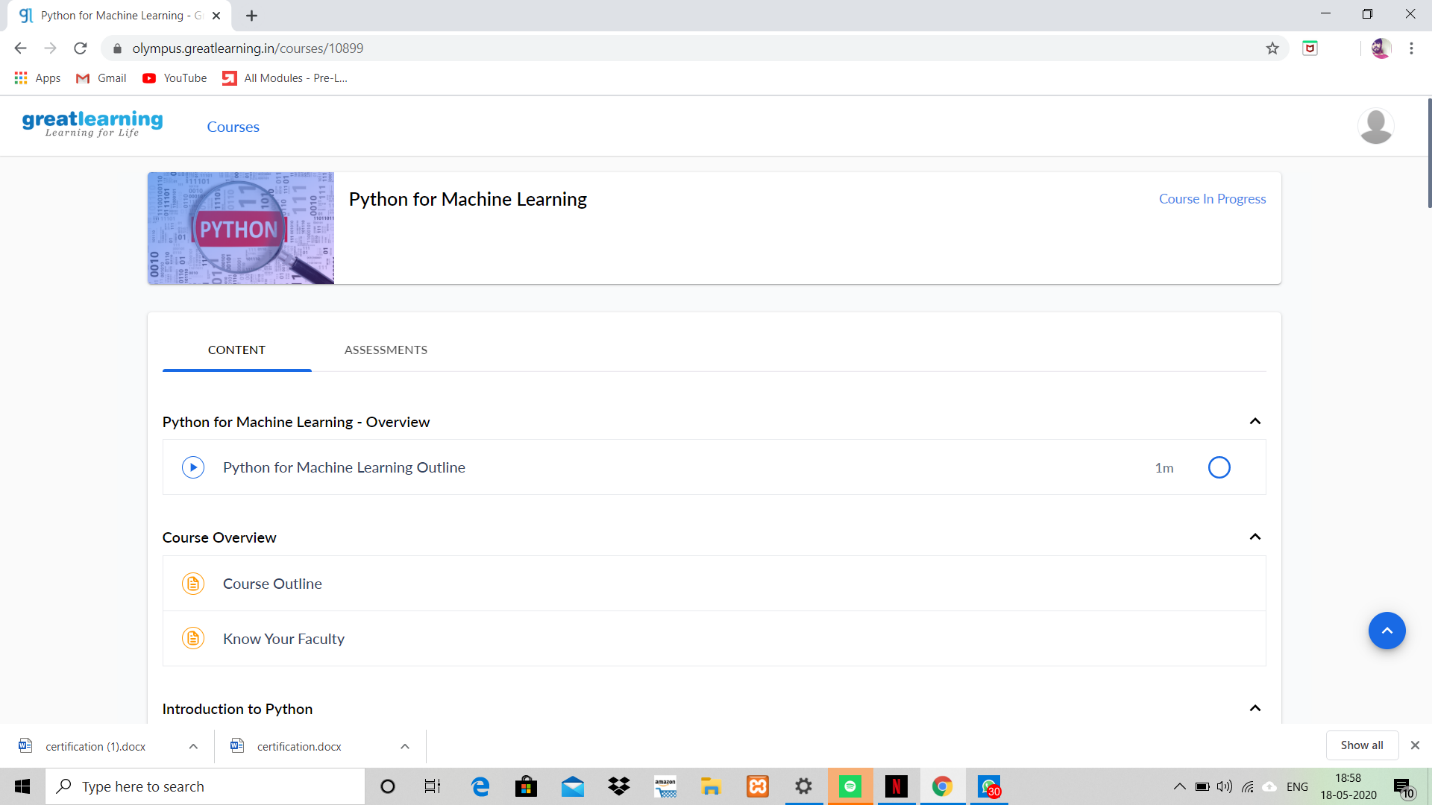 Python for Machine Learning - G
olympus.greatlearning.in/courses/10899
Apps
Gmail
YouTube
All Modules - Pre-L...
greatlearning
Learning for Life
Courses
PYTHON
Python for Machine Learning
Course In Progress
CONTENT
ASSESSMENTS
Python for Machine Learning - Overview
Python for Machine Learning Outline
1m
Course Overview
Course Outline
Know Your Faculty
Introduction to Python
certification (1).docx
certification.docx
Show all
Type here to search
amazon
30
ENG
18:58
18-05-2020
10